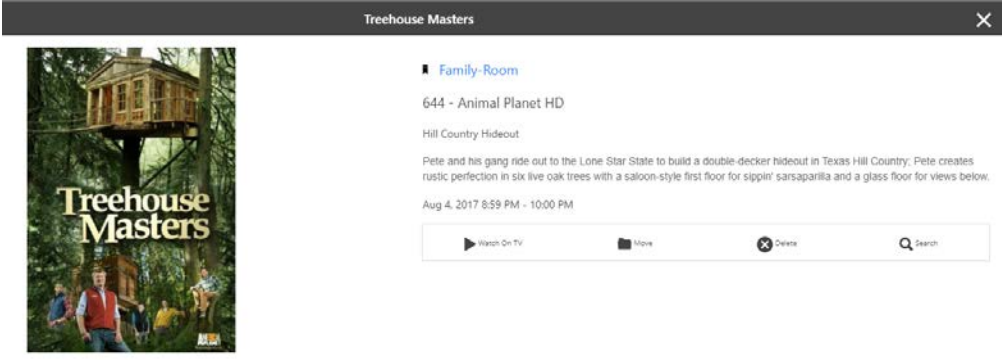 Treehouse Masters
Family-Room
644 - Animal Planet HD
Hill Country Hideout
Pete and his gang ride out to the Lone Star State to build a double-decker hideout in Texas Hill Country; Pete creates
rustic perfection in six live oak trees with a saloon-style first floor for sippin' sarsaparilla and a glass floor for views below.
Aug 4, 2017 8:59 PM - 10:00 PM
Watch On TV Move Delete Search
Treehouse
Masters